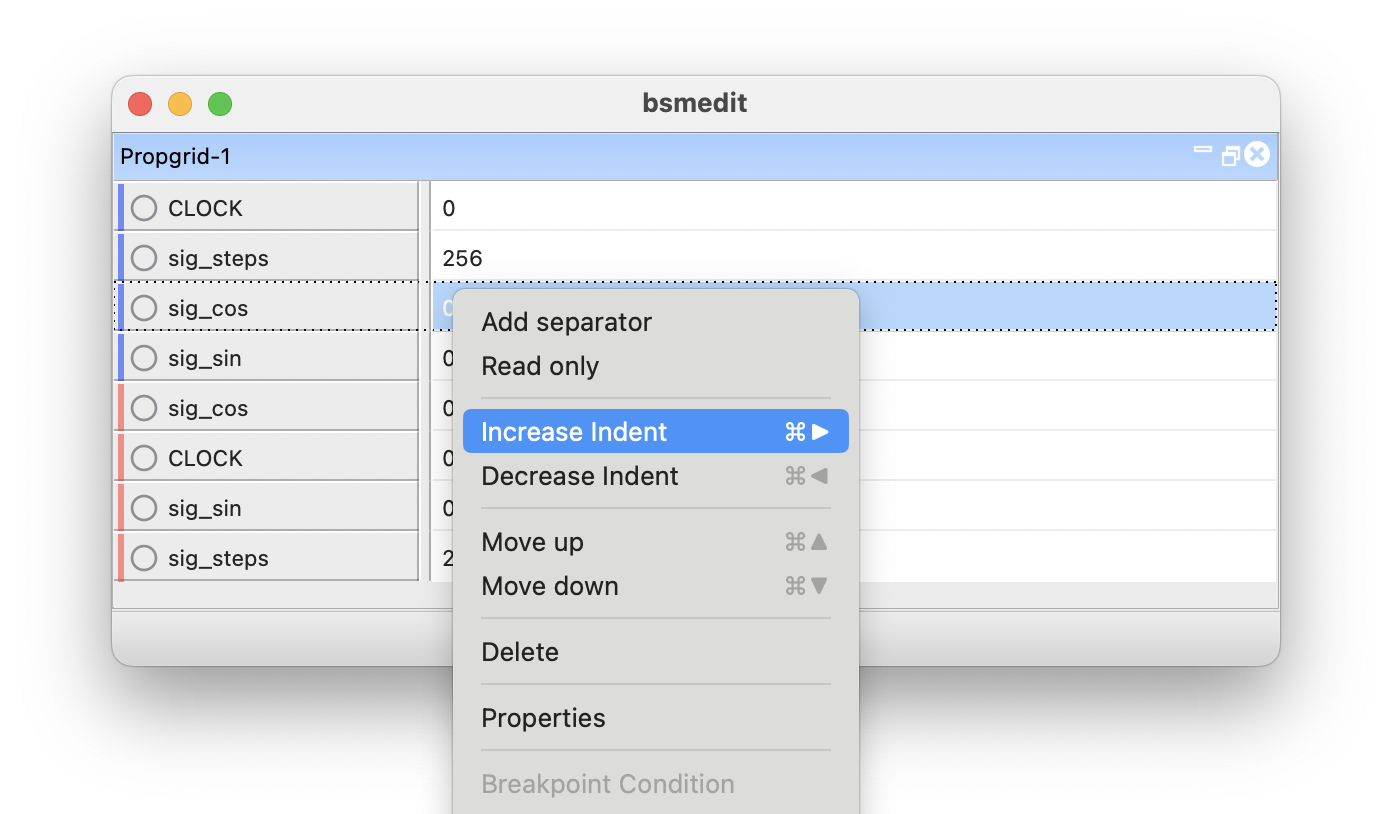 bsmedit
Propgrid-1
CLOCK 0
sig_steps 256
sig_cos 0
sig_sin 0
sig_cos 0
CLOCK 0
sig_sin 0
sig_steps 2
Add separator
Read only
Increase Indent ⌘▶
Decrease Indent ⌘◀
Move up ⌘▲
Move down ⌘▼
Delete
Properties
Breakpoint Condition